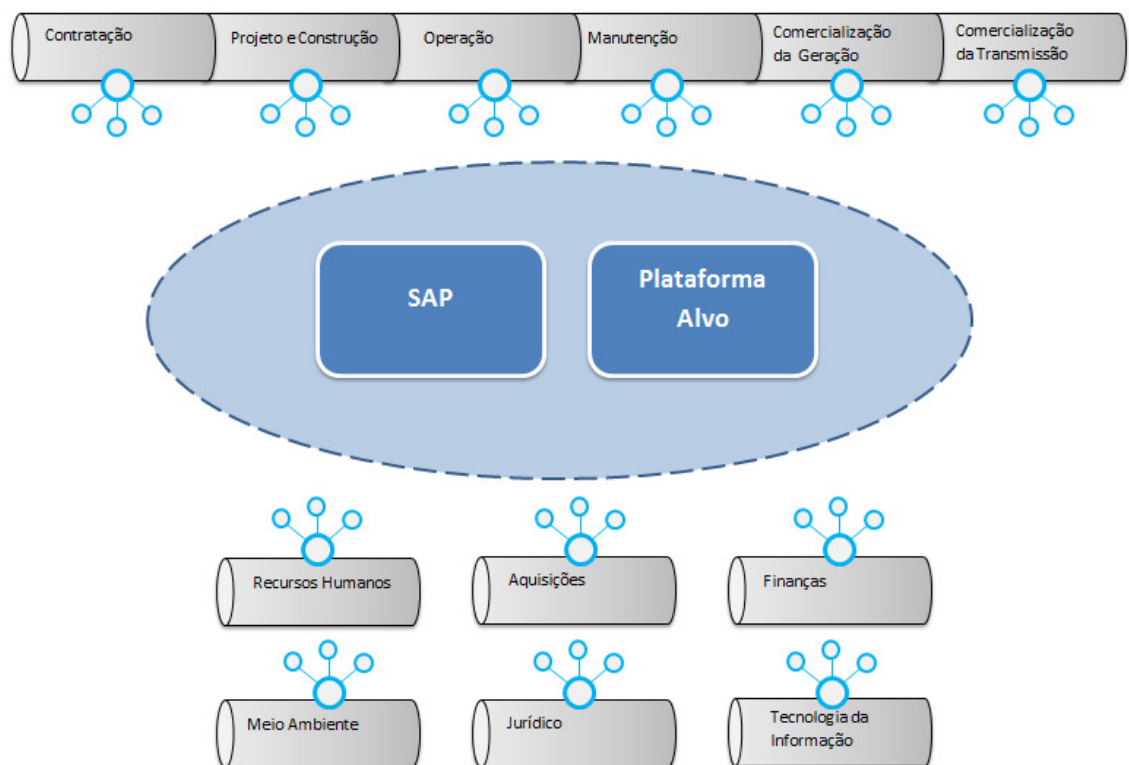 Contratação
Projeto e Construção
Operação
Manutenção
Comercialização
da Geração
Comercialização
da Transmissão
SAP
Plataforma
Alvo
Recursos Humanos
Aquisições
Finanças
Meio Ambiente
Jurídico
Tecnologia da
Informação